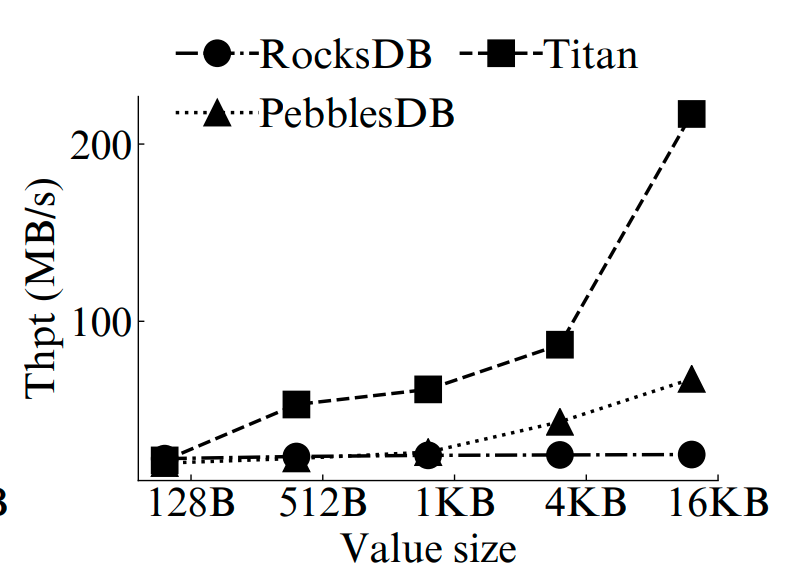 RocksDB Titan
PebblesDB
200
100
Thpt (MB/s)
B
128B 512B 1KB 4KB 16KB
Value size